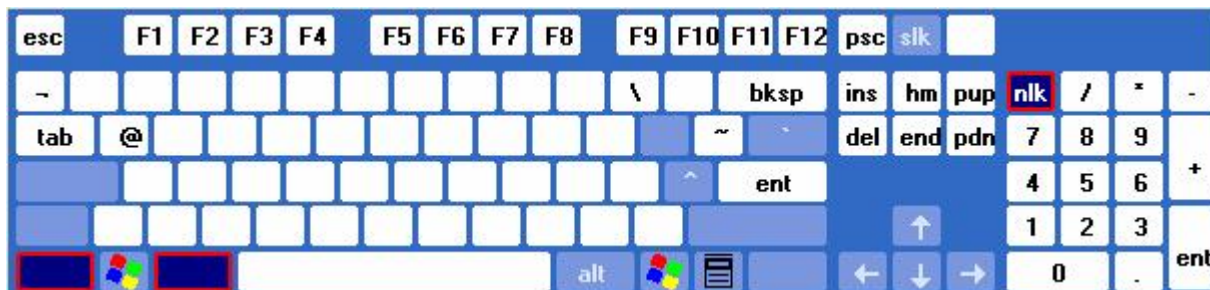 esc F1 F2 F3 F4 F5 F6 F7 F8 F9 F10 F11 F12 psc slk
¬ \ bksp ins hm pup nlk / * -
tab @ ~ ` del end pdn 7 8 9 +
^ ent 4 5 6
↑ 1 2 3 ent
alt ← ↓ → 0 .